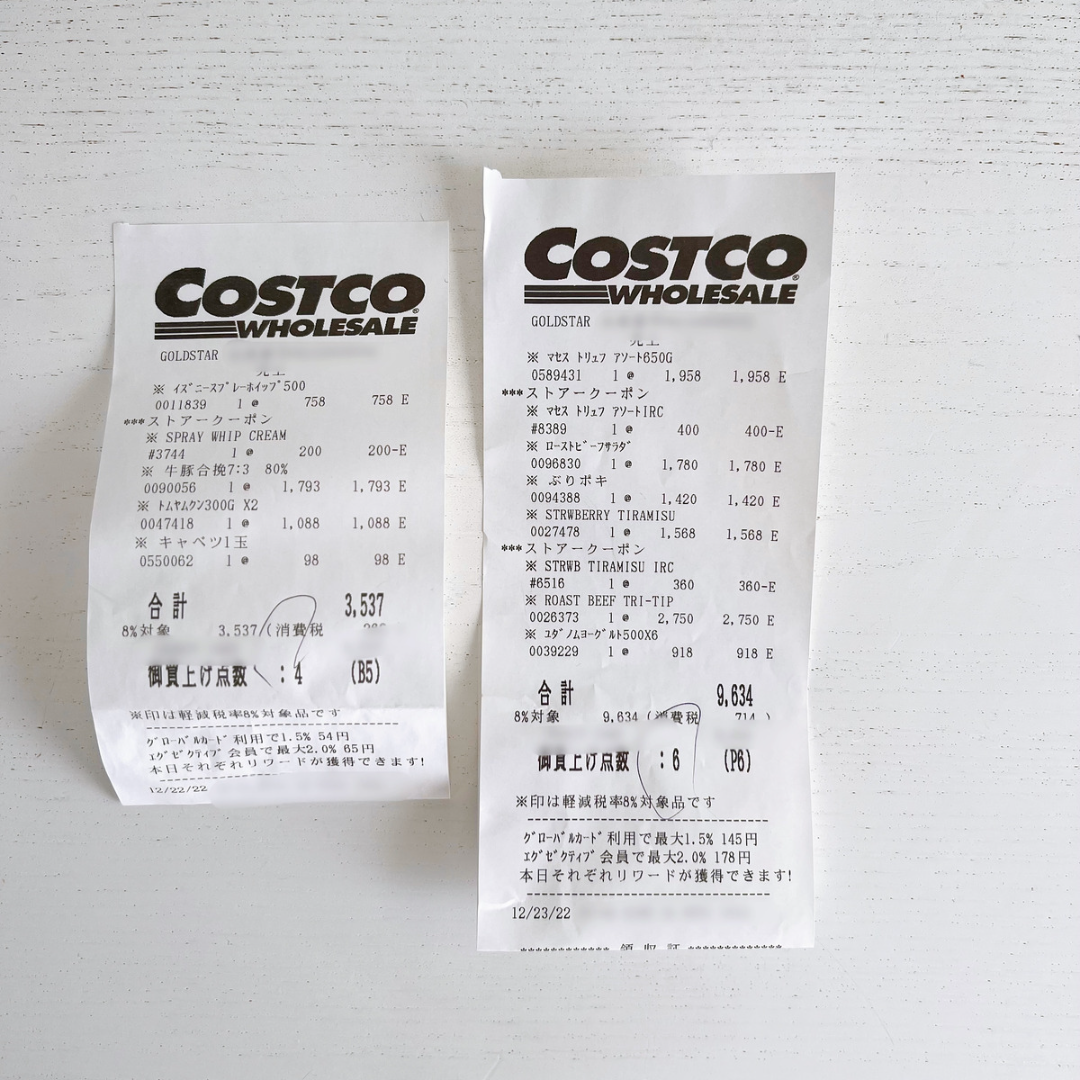 COSTCO
WHOLESALE
GOLDSTAR
※ ｲｽﾞﾆｰｽﾌﾟﾚｰﾎｲｯﾌﾟ500
0011839 1 @ 758 758 E
***ストアークーポン
※ SPRAY WHIP CREAM
#3744 1 @ 200 200-E
※ 牛豚合挽7:3 80%
0090056 1 @ 1,793 1,793 E
※ ﾄﾑﾔﾑｸﾝ300G X2
0047418 1 @ 1,088 1,088 E
※ キャベツ1玉
0550062 1 @ 98 98 E
合計 3,537
8%対象 3,537 (消費税
御買上げ点数 :4 (B5)
※印は軽減税率8%対象品です
ｸﾞﾛｰﾊﾞﾙｶｰﾄﾞ利用で1.5% 54円
ｴｸﾞｾﾞｸﾃｨﾌﾞ会員で最大2.0% 65円
本日それぞれリワードが獲得できます!
12/22/22
COSTCO
WHOLESALE
GOLDSTAR
売上
※ ﾏｾｽ ﾄﾘｭﾌ ｱｿｰﾄ650G
0589431 1 @ 1,958 1,958 E
***ストアークーポン
※ ﾏｾｽ ﾄﾘｭﾌ ｱｿｰﾄIRC
#8389 1 @ 400 400-E
※ ﾛｰｽﾄﾋﾞｰﾌｻﾗﾀﾞ
0096830 1 @ 1,780 1,780 E
※ ぶりポキ
0094388 1 @ 1,420 1,420 E
※ STRWBERRY TIRAMISU
0027478 1 @ 1,568 1,568 E
***ストアークーポン
※ STRWB TIRAMISU IRC
#6516 1 @ 360 360-E
※ ROAST BEEF TRI-TIP
0026373 1 @ 2,750 2,750 E
※ ﾕﾀﾞﾉﾑﾖｰｸﾞﾙﾄ500X6
0039229 1 @ 918 918 E
合計 9,634
8%対象 9,634 (消費税 714 )
御買上げ点数 :6 (P6)
※印は軽減税率8%対象品です
ｸﾞﾛｰﾊﾞﾙｶｰﾄﾞ利用で最大1.5% 145円
ｴｸﾞｾﾞｸﾃｨﾌﾞ会員で最大2.0% 178円
本日それぞれリワードが獲得できます!
12/23/22
************ 領 収 証 *************